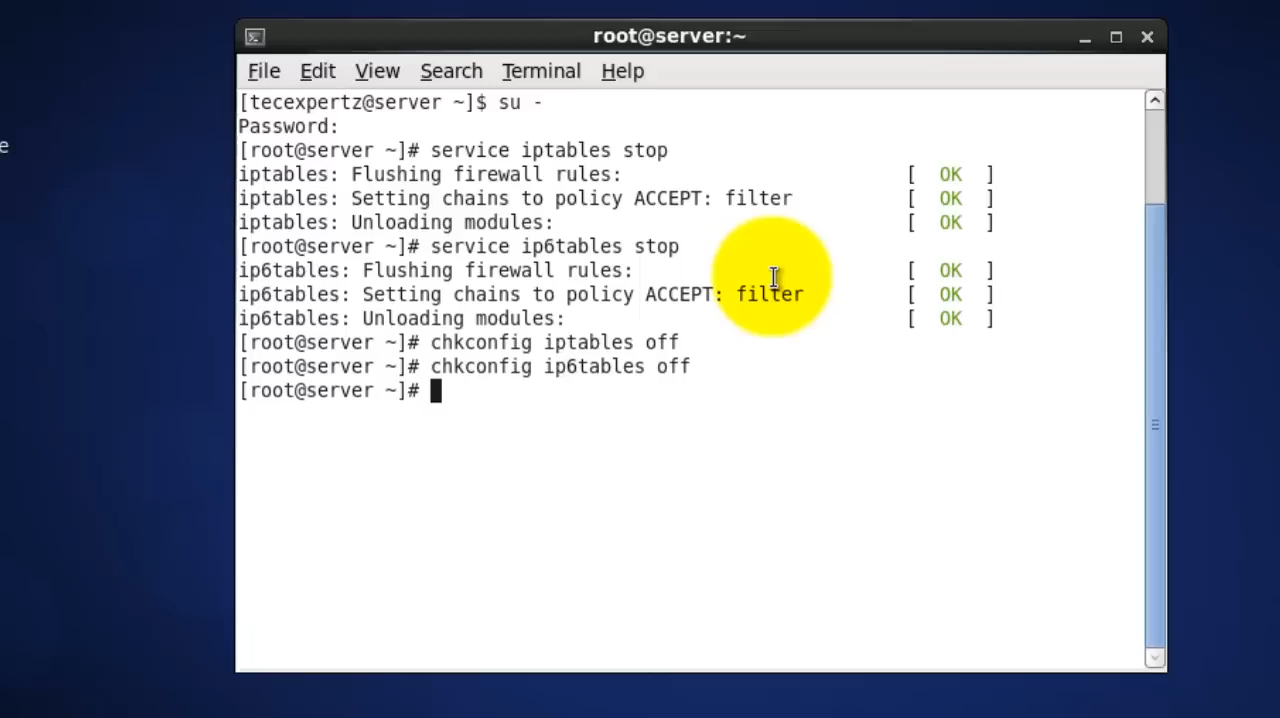 root@server:~
File Edit View Search Terminal Help
[tecexpertz@server ~]$ su -
Password:
[root@server ~]# service iptables stop
iptables: Flushing firewall rules: [ OK ]
iptables: Setting chains to policy ACCEPT: filter [ OK ]
iptables: Unloading modules: [ OK ]
[root@server ~]# service ip6tables stop
ip6tables: Flushing firewall rules: [ OK ]
ip6tables: Setting chains to policy ACCEPT: filter [ OK ]
ip6tables: Unloading modules: [ OK ]
[root@server ~]# chkconfig iptables off
[root@server ~]# chkconfig ip6tables off
[root@server ~]#
e